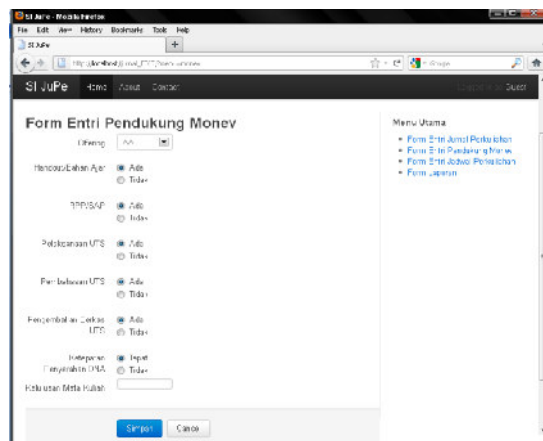 SI JuPe - Mozilla Firefox
File Edit View History Bookmarks Tools Help
SI JuPe
SI JuPe Home About Contact Guest
Form Entri Pendukung Monev
Offering AA
Handout/Bahan Ajar Ada
Tidak
RPP/SAP Ada
Tidak
Pelaksanaan UTS Ada
Tidak
Pembahasan UTS Ada
Tidak
Pengembalian Berkas UTS Ada
Tidak
Ketepatan Penyerahan DNA Tepat
Tidak
Kelulusan Mata Kuliah
Simpan Cancel
Menu Utama
Form Entri Jurnal Perkuliahan
Form Entri Pendukung Monev
Form Entri Jadwal Perkuliahan
Form Laporan